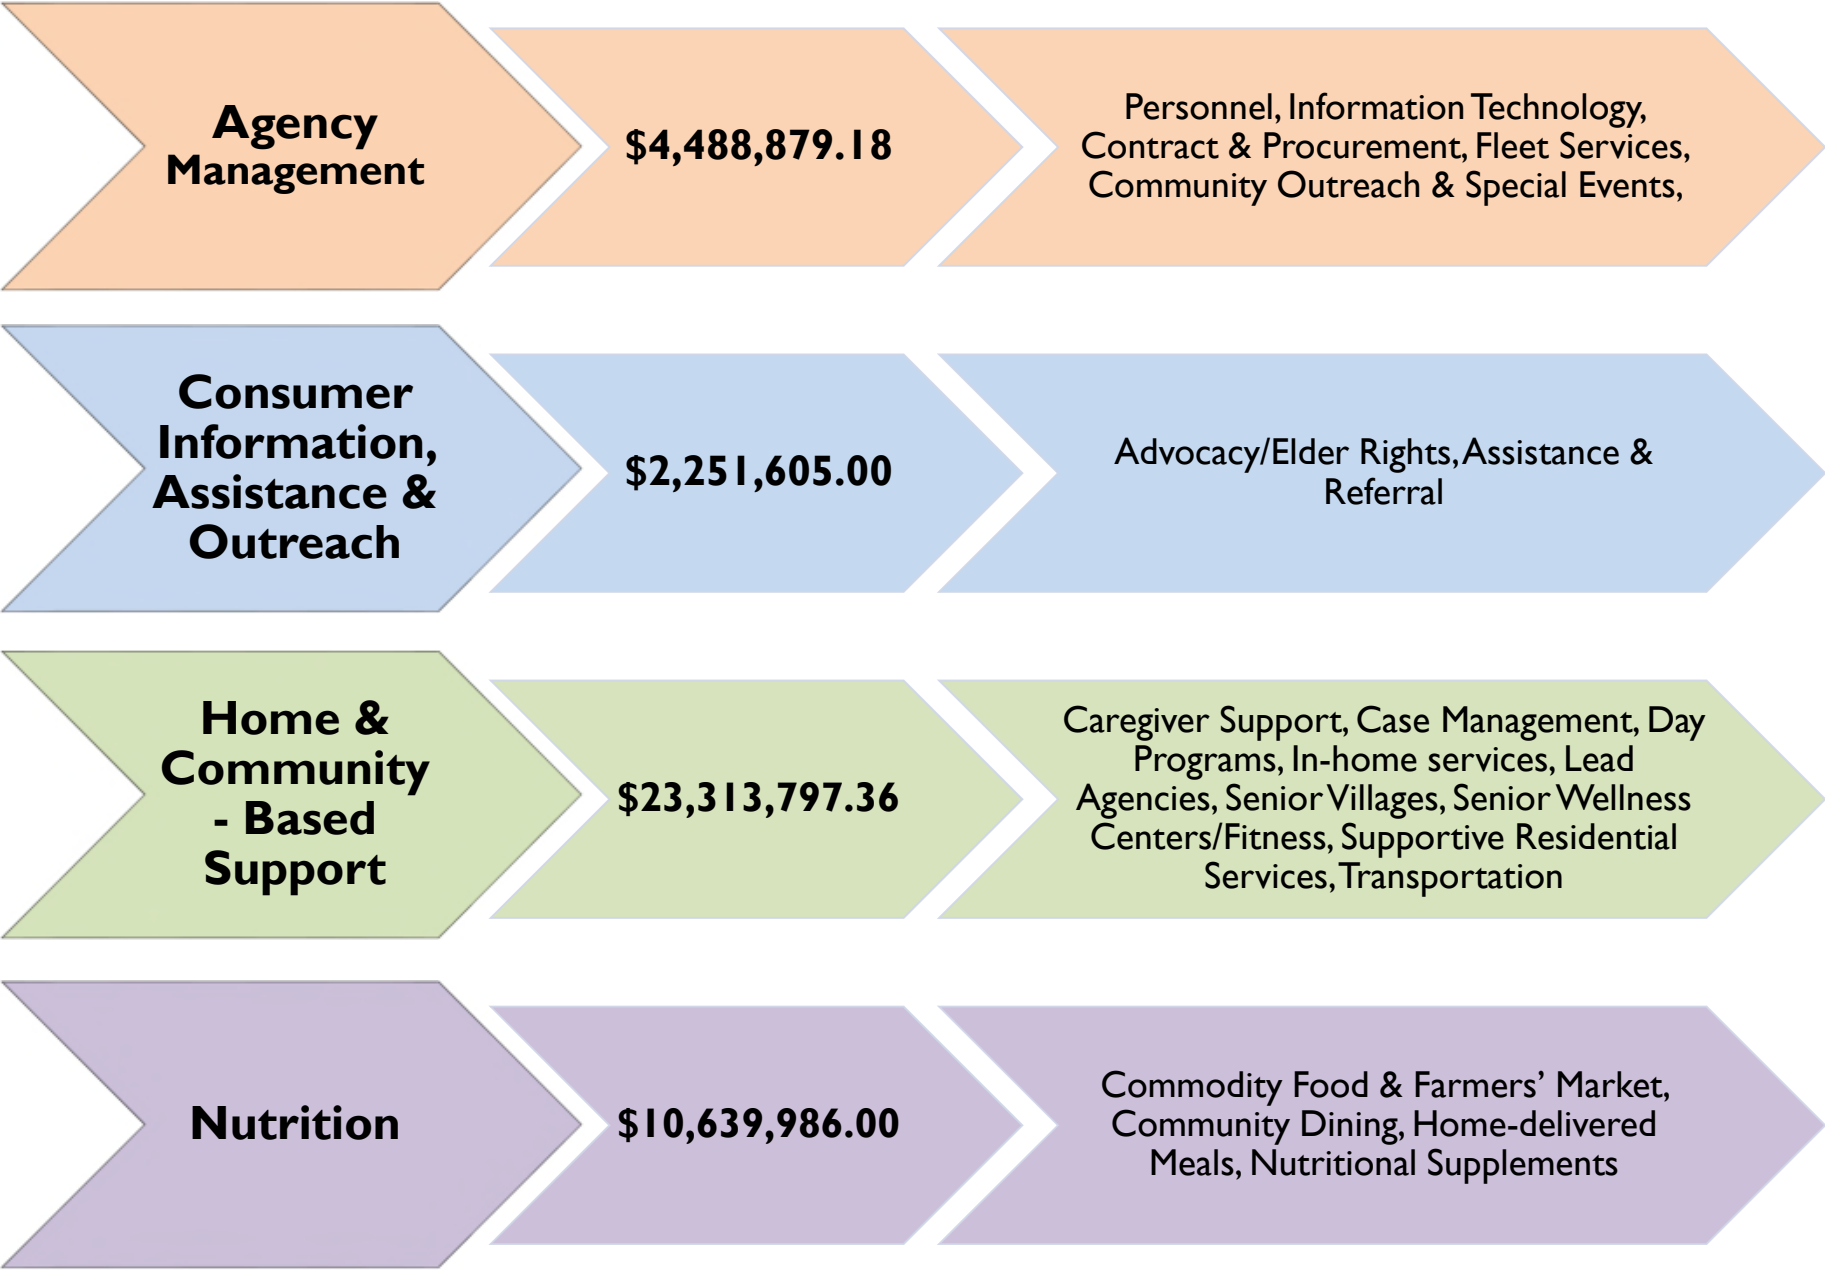 Agency
Management
$4,488,879.18
Personnel, Information Technology,
Contract & Procurement, Fleet Services,
Community Outreach & Special Events,
Consumer
Information,
Assistance &
Outreach
$2,251,605.00
Advocacy/Elder Rights, Assistance &
Referral
Home &
Community
- Based
Support
$23,313,797.36
Caregiver Support, Case Management, Day
Programs, In-home services, Lead
Agencies, Senior Villages, Senior Wellness
Centers/Fitness, Supportive Residential
Services, Transportation
Nutrition
$10,639,986.00
Commodity Food & Farmers’ Market,
Community Dining, Home-delivered
Meals, Nutritional Supplements